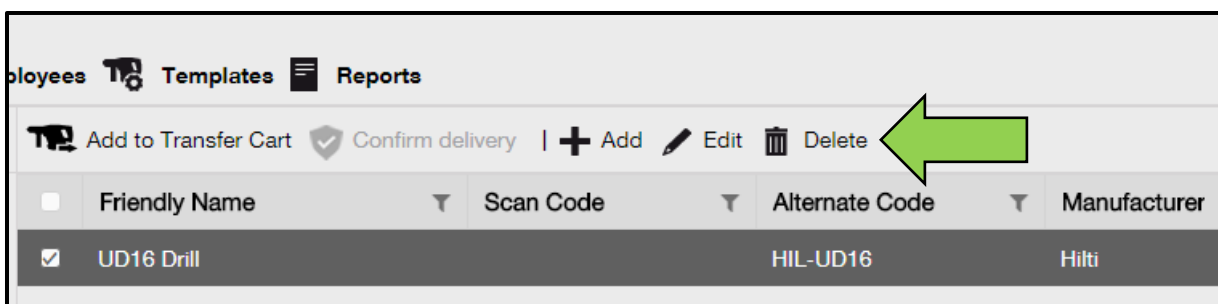 ployees Templates Reports
Add to Transfer Cart Confirm delivery | Add Edit Delete
Friendly Name Scan Code Alternate Code Manufacturer
UD16 Drill HIL-UD16 Hilti